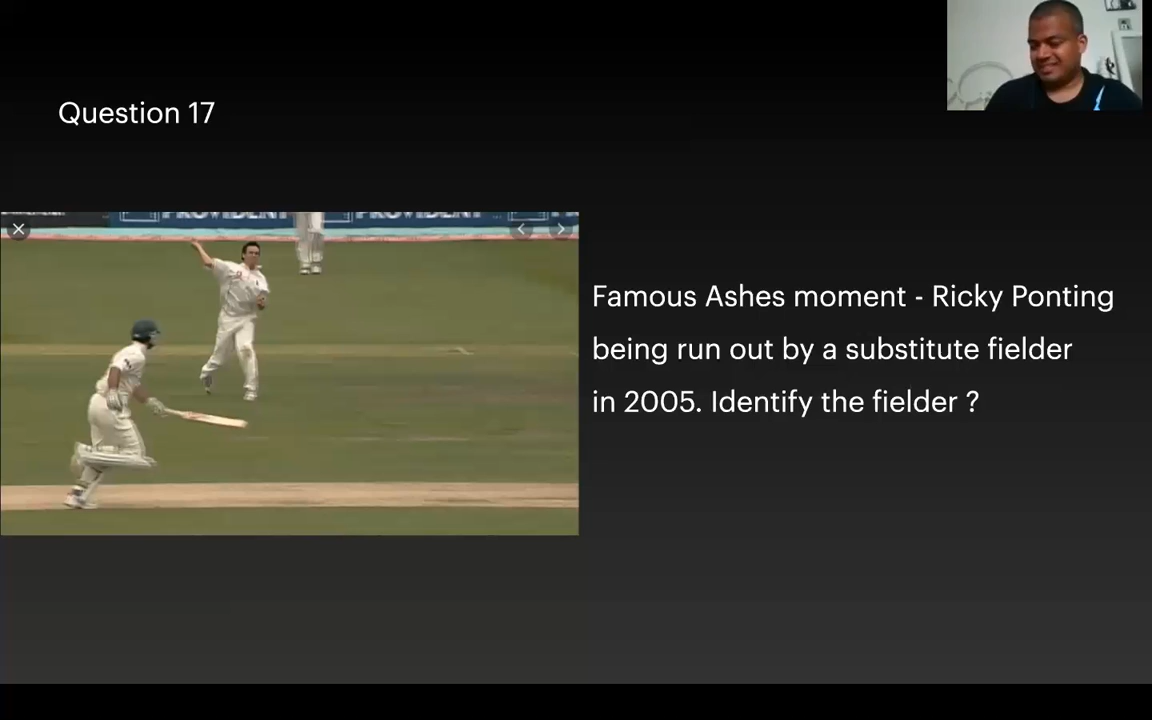 Question 17
PROVIDENT PROVIDENT
Famous Ashes moment - Ricky Ponting
being run out by a substitute fielder
in 2005. Identify the fielder ?